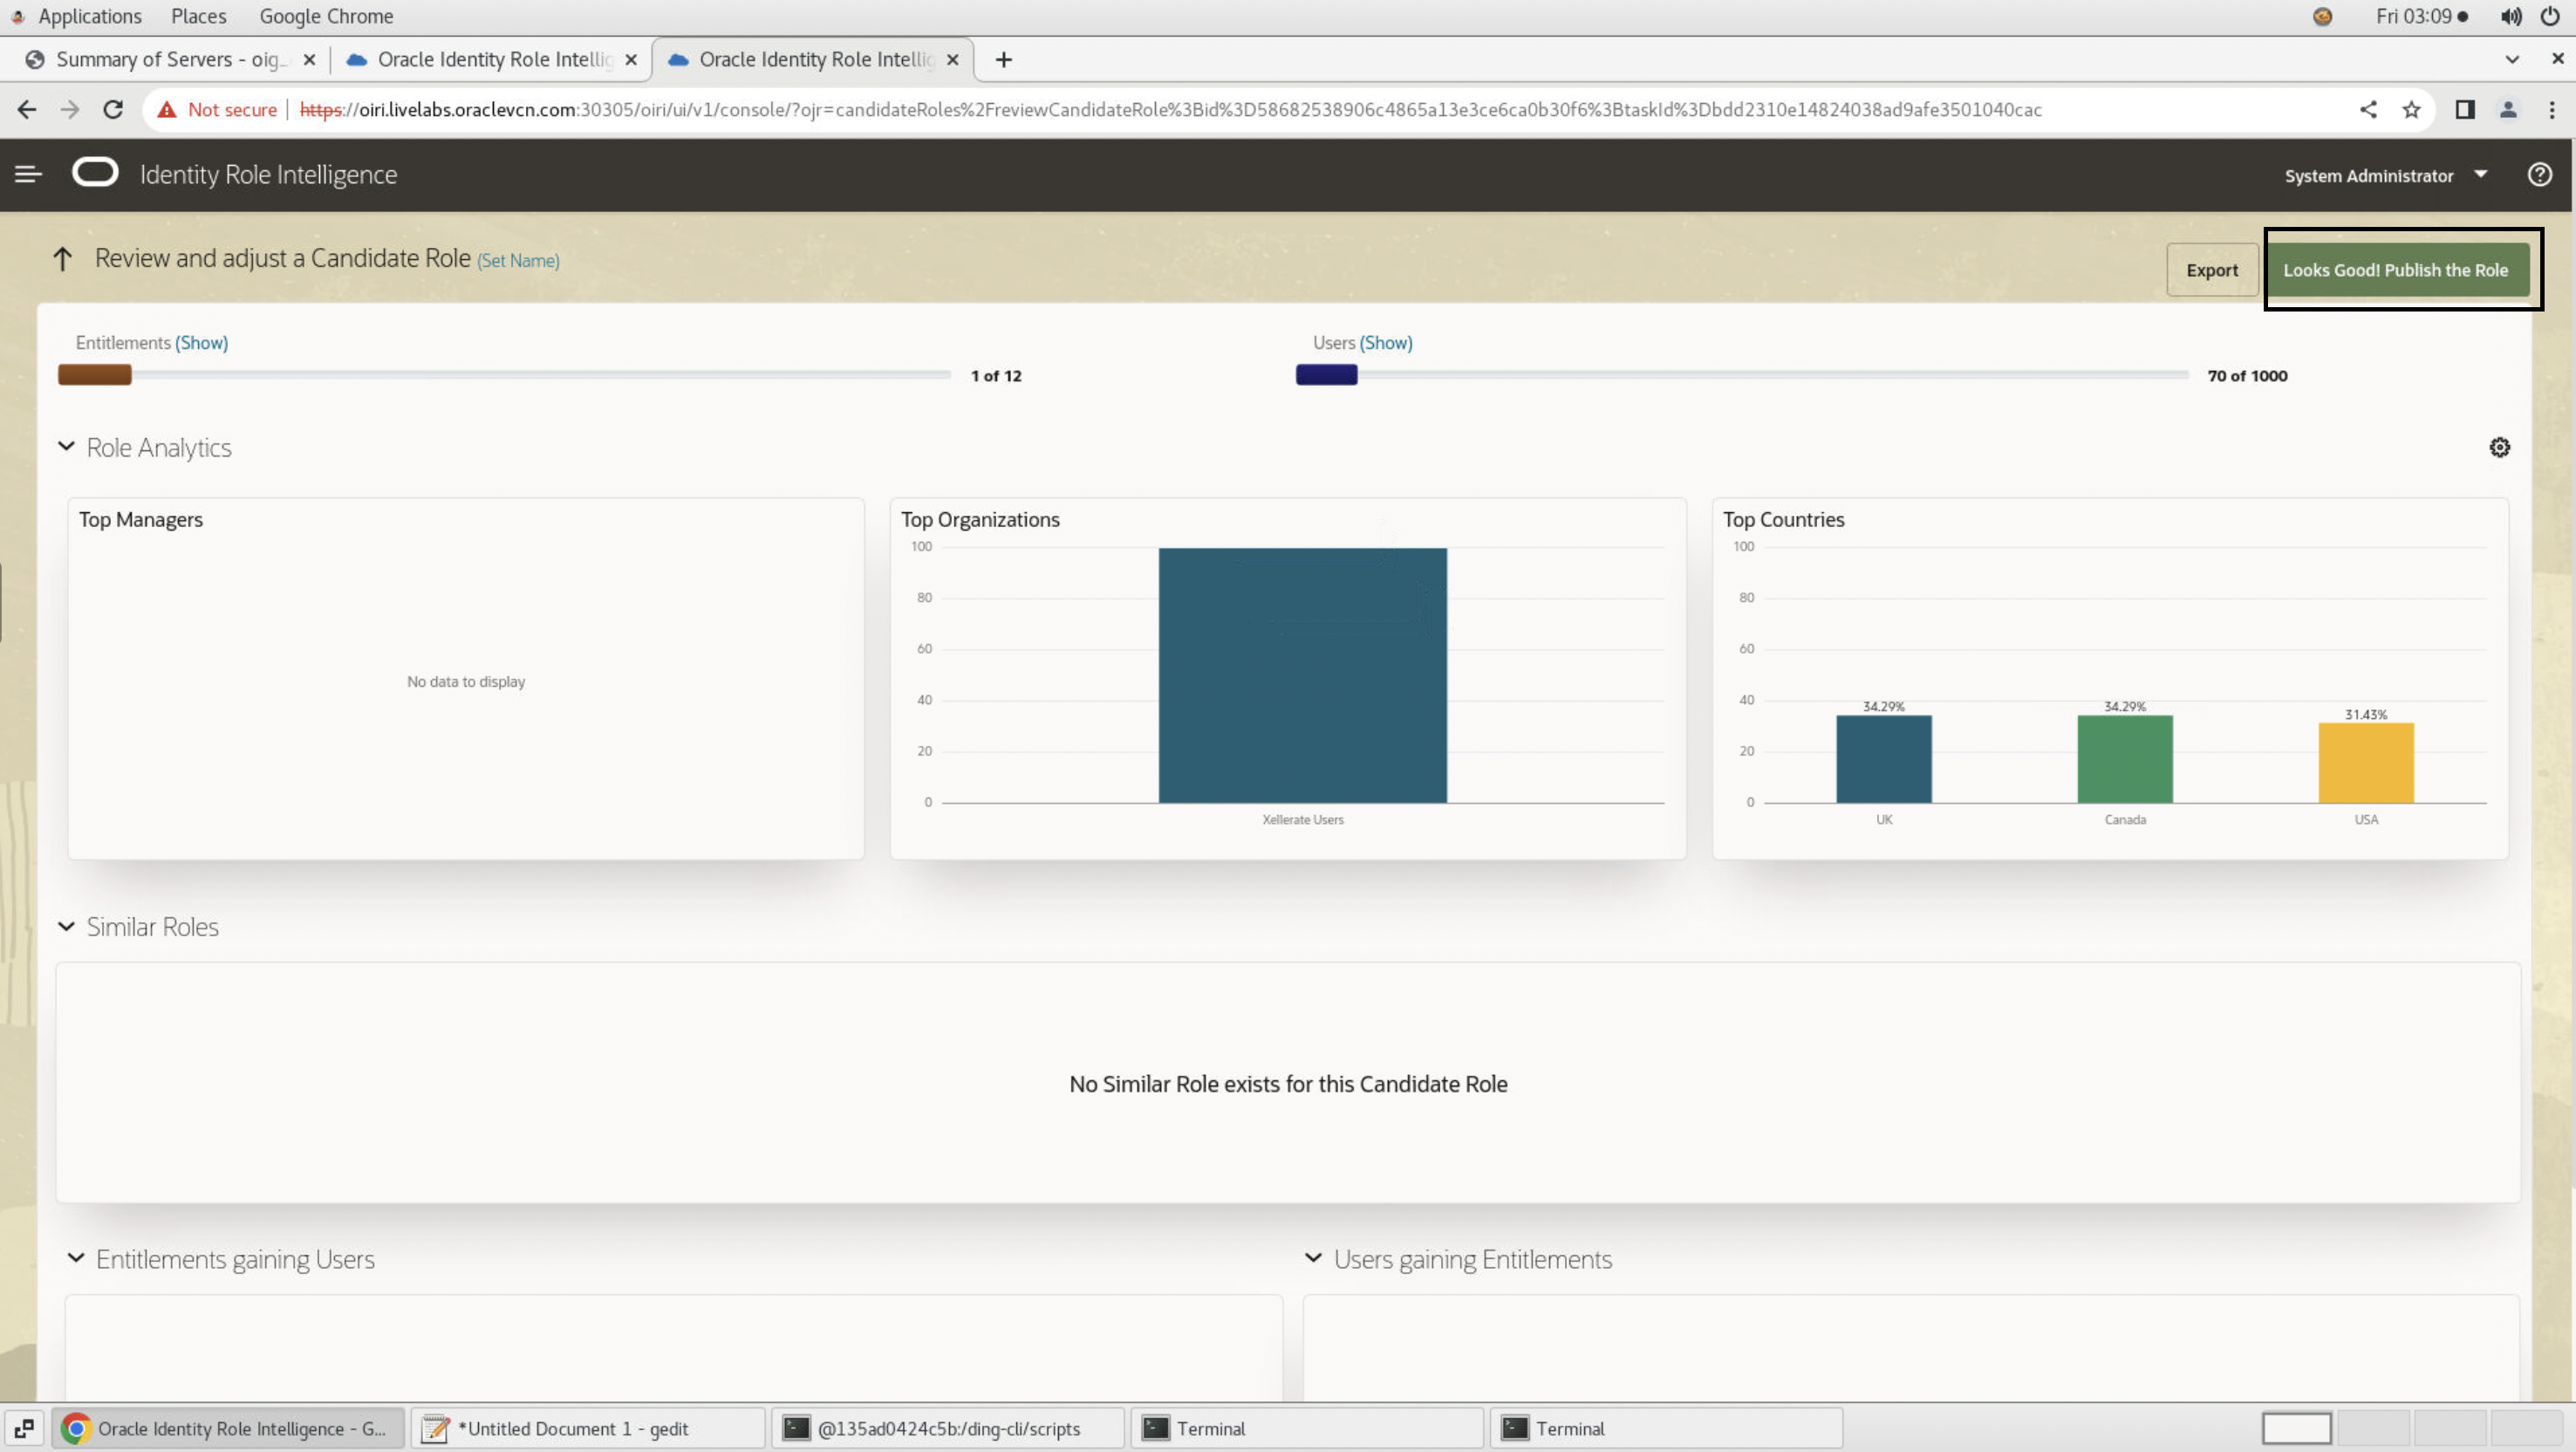 Applications Places Google Chrome Fri 03:09
Summary of Servers - oig_ Oracle Identity Role Intellig Oracle Identity Role Intellig
Not secure https://oiri.livelabs.oraclevcn.com:30305/oiri/ui/v1/console/?ojr=candidateRoles%2FreviewCandidateRole%3Bid%3D58682538906c4865a13e3ce6ca0b30f6%3BtaskId%3Dbdd2310e14824038ad9afe3501040cac
Identity Role Intelligence System Administrator
Review and adjust a Candidate Role (Set Name) Export Looks Good! Publish the Role
Entitlements (Show) Users (Show)
1 of 12 70 of 1000
Role Analytics
Top Managers
No data to display
Top Organizations
100
80
60
40
20
0
Xellerate Users
Top Countries
100
80
60
40
20
0
34.29% 34.29% 31.43%
UK Canada USA
Similar Roles
No Similar Role exists for this Candidate Role
Entitlements gaining Users Users gaining Entitlements
Oracle Identity Role Intelligence - G... *Untitled Document 1 - gedit @135ad0424c5b:/ding-cli/scripts Terminal Terminal